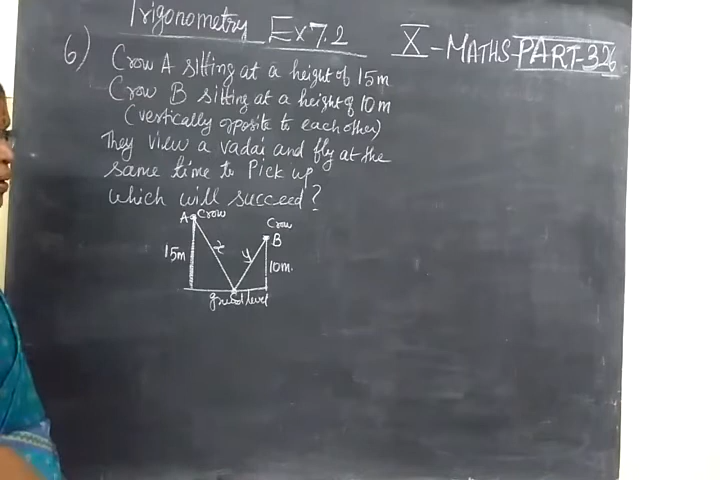 Trigonometry Ex 7.2
X - MATHS PART-326
6) Crow A sitting at a height of 15m
Crow B sitting at a height of 10m
(vertically opposite to each other)
They view a vadai and fly at the
same time to Pick up
which will succeed?
A Crow
Crow
B
x
y
15m
10m.
ground level